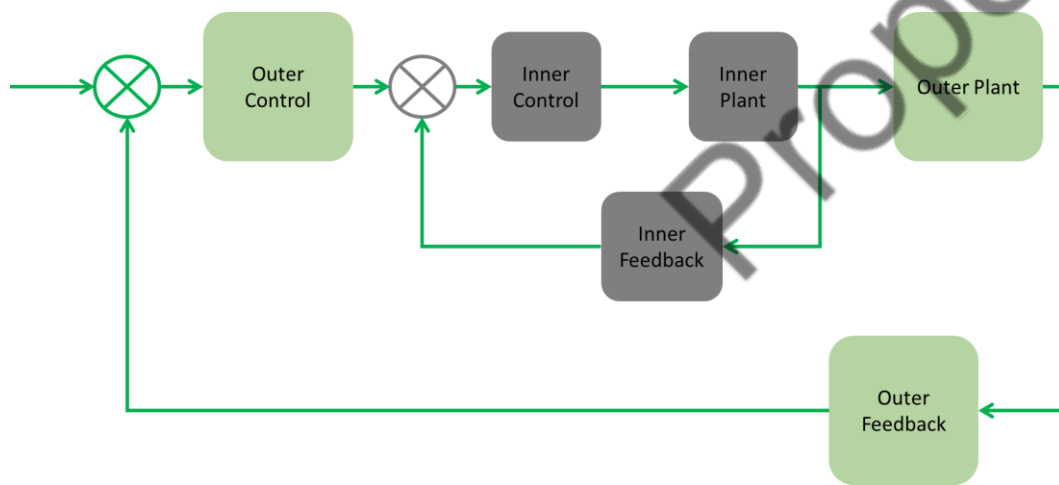 Outer
Control
Inner
Control
Inner
Plant
Outer Plant
Inner
Feedback
Outer
Feedback